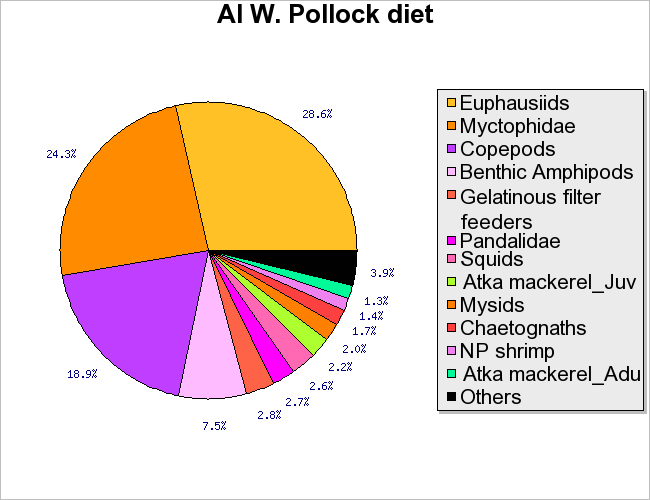 AI W. Pollock diet
28.6%
24.3%
18.9%
7.5%
2.8%
2.7%
2.6%
2.2%
2.0%
1.7%
1.4%
1.3%
3.9%
Euphausiids
Myctophidae
Copepods
Benthic Amphipods
Gelatinous filter
feeders
Pandalidae
Squids
Atka mackerel_Juv
Mysids
Chaetognaths
NP shrimp
Atka mackerel_Adu
Others